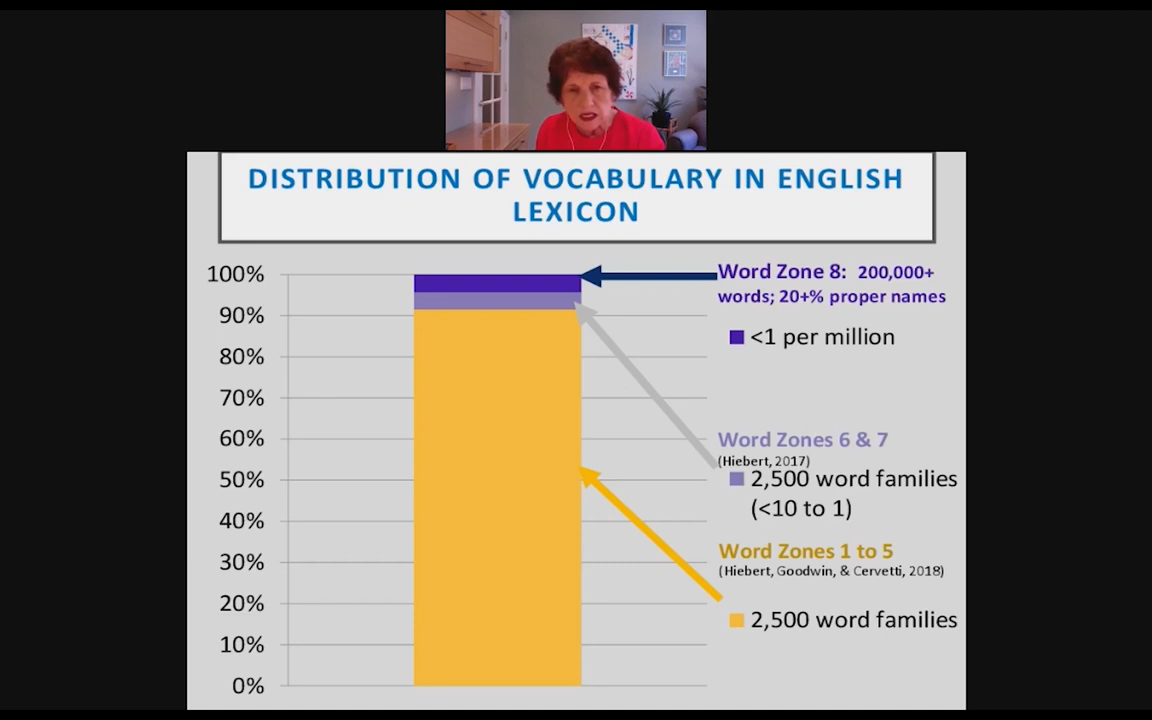 DISTRIBUTION OF VOCABULARY IN ENGLISH
LEXICON
100%
90%
80%
70%
60%
50%
40%
30%
20%
10%
0%
Word Zone 8: 200,000+
words; 20+% proper names
<1 per million
Word Zones 6 & 7
(Hiebert, 2017)
2,500 word families
(<10 to 1)
Word Zones 1 to 5
(Hiebert, Goodwin, & Cervetti, 2018)
2,500 word families